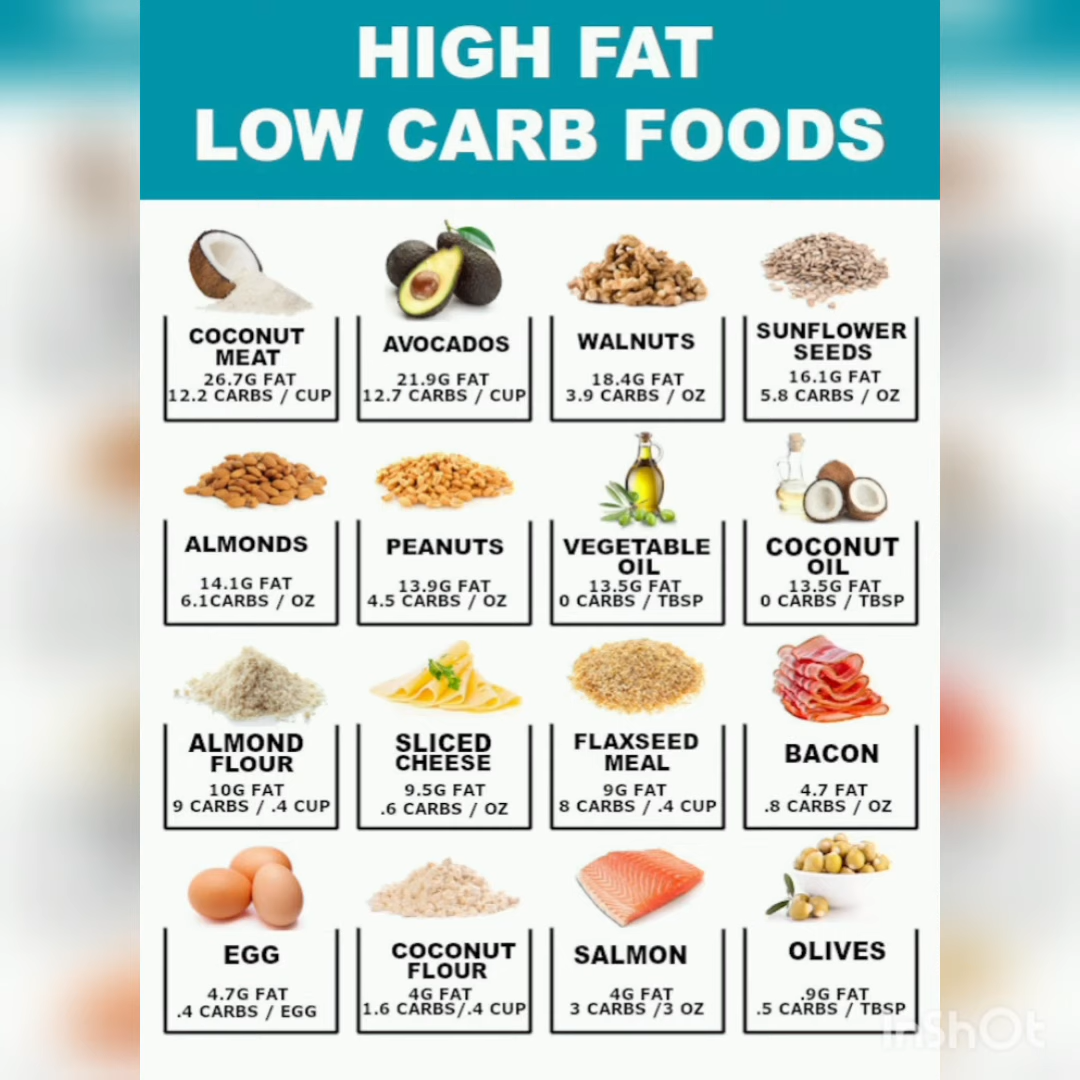 HIGH FAT
LOW CARB FOODS
COCONUT
MEAT
26.7G FAT
12.2 CARBS / CUP
AVOCADOS
21.9G FAT
12.7 CARBS / CUP
WALNUTS
18.4G FAT
3.9 CARBS / OZ
SUNFLOWER
SEEDS
16.1G FAT
5.8 CARBS / OZ
ALMONDS
14.1G FAT
6.1CARBS / OZ
PEANUTS
13.9G FAT
4.5 CARBS / OZ
VEGETABLE
OIL
13.5G FAT
0 CARBS / TBSP
COCONUT
OIL
13.5G FAT
0 CARBS / TBSP
ALMOND
FLOUR
10G FAT
9 CARBS / .4 CUP
SLICED
CHEESE
9.5G FAT
.6 CARBS / OZ
FLAXSEED
MEAL
9G FAT
8 CARBS / .4 CUP
BACON
4.7 FAT
.8 CARBS / OZ
EGG
4.7G FAT
.4 CARBS / EGG
COCONUT
FLOUR
4G FAT
1.6 CARBS/.4 CUP
SALMON
4G FAT
3 CARBS /3 OZ
OLIVES
.9G FAT
.5 CARBS / TBSP
InShOt